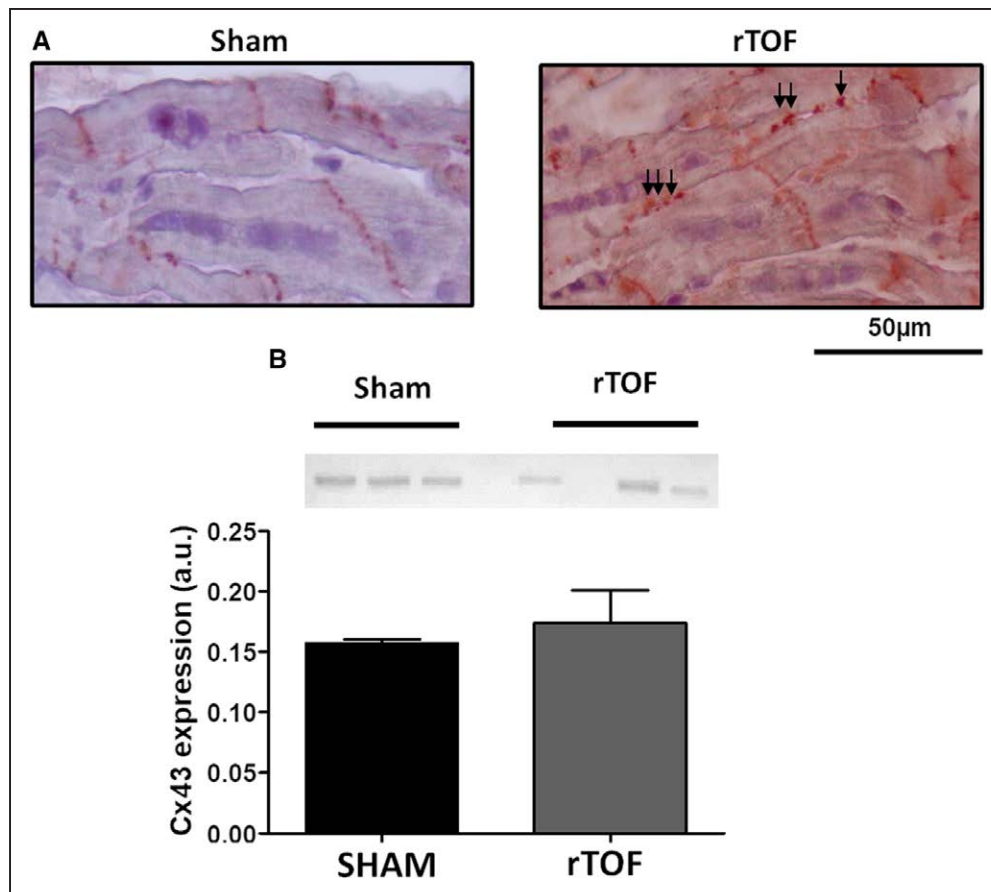 A
Sham
rTOF
50µm
B
Sham
rTOF
Cx43 expression (a.u.)
0.25
0.20
0.15
0.10
0.05
0.00
SHAM
rTOF